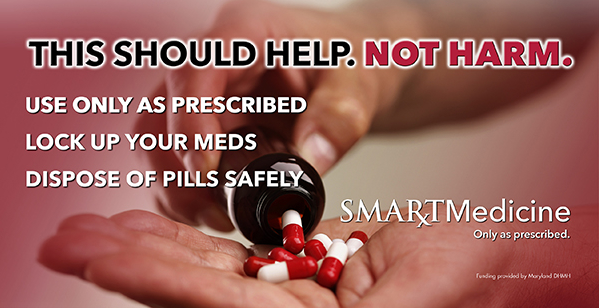 THIS SHOULD HELP. NOT HARM.
USE ONLY AS PRESCRIBED
LOCK UP YOUR MEDS
DISPOSE OF PILLS SAFELY
SMARxTMedicine
Only as prescribed.
Funding provided by Maryland DHMH